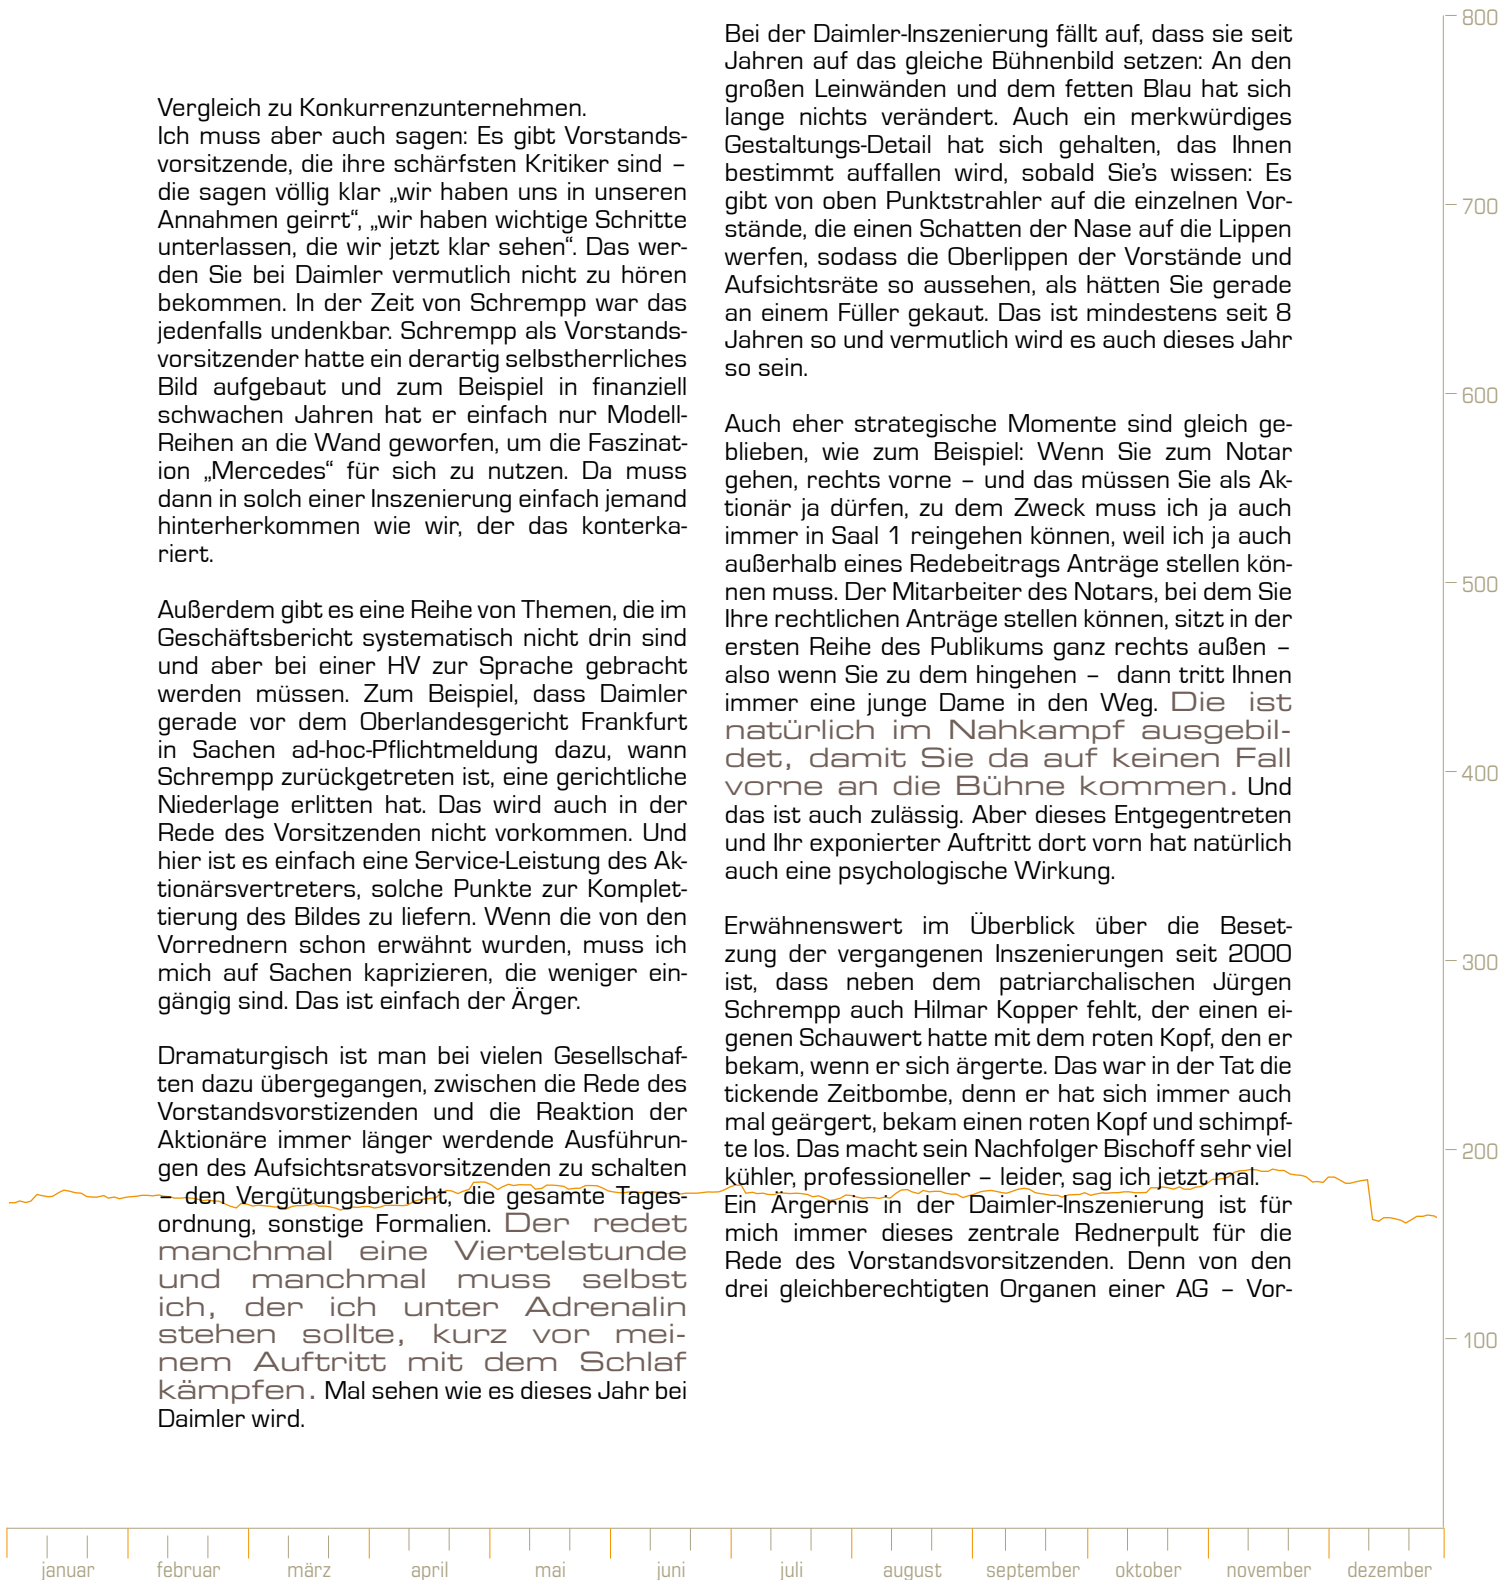 Vergleich zu Konkurrenzunternehmen.
Ich muss aber auch sagen: Es gibt Vorstands-
vorsitzende, die ihre schärfsten Kritiker sind –
die sagen völlig klar „wir haben uns in unseren
Annahmen geirrt“, „wir haben wichtige Schritte
unterlassen, die wir jetzt klar sehen“. Das wer-
den Sie bei Daimler vermutlich nicht zu hören
bekommen. In der Zeit von Schrempp war das
jedenfalls undenkbar. Schrempp als Vorstands-
vorsitzender hatte ein derartig selbstherrliches
Bild aufgebaut und zum Beispiel in finanziell
schwachen Jahren hat er einfach nur Modell-
Reihen an die Wand geworfen, um die Faszinat-
ion „Mercedes“ für sich zu nutzen. Da muss
dann in solch einer Inszenierung einfach jemand
hinterherkommen wie wir, der das konterka-
riert.
Außerdem gibt es eine Reihe von Themen, die im
Geschäftsbericht systematisch nicht drin sind
und aber bei einer HV zur Sprache gebracht
werden müssen. Zum Beispiel, dass Daimler
gerade vor dem Oberlandesgericht Frankfurt
in Sachen ad-hoc-Pflichtmeldung dazu, wann
Schrempp zurückgetreten ist, eine gerichtliche
Niederlage erlitten hat. Das wird auch in der
Rede des Vorsitzenden nicht vorkommen. Und
hier ist es einfach eine Service-Leistung des Ak-
tionärsvertreters, solche Punkte zur Komplet-
tierung des Bildes zu liefern. Wenn die von den
Vorrednern schon erwähnt wurden, muss ich
mich auf Sachen kaprizieren, die weniger ein-
gängig sind. Das ist einfach der Ärger.
Dramaturgisch ist man bei vielen Gesellschaf-
ten dazu übergegangen, zwischen die Rede des
Vorstandsvorstizenden und die Reaktion der
Aktionäre immer länger werdende Ausführun-
gen des Aufsichtsratsvorsitzenden zu schalten
– den Vergütungsbericht, die gesamte Tages-
ordnung, sonstige Formalien. Der redet
manchmal eine Viertelstunde
und manchmal muss selbst
ich, der ich unter Adrenalin
stehen sollte, kurz vor mei-
nem Auftritt mit dem Schlaf
kämpfen. Mal sehen wie es dieses Jahr bei
Daimler wird.
Bei der Daimler-Inszenierung fällt auf, dass sie seit
Jahren auf das gleiche Bühnenbild setzen: An den
großen Leinwänden und dem fetten Blau hat sich
lange nichts verändert. Auch ein merkwürdiges
Gestaltungs-Detail hat sich gehalten, das Ihnen
bestimmt auffallen wird, sobald Sie’s wissen: Es
gibt von oben Punktstrahler auf die einzelnen Vor-
stände, die einen Schatten der Nase auf die Lippen
werfen, sodass die Oberlippen der Vorstände und
Aufsichtsräte so aussehen, als hätten Sie gerade
an einem Füller gekaut. Das ist mindestens seit 8
Jahren so und vermutlich wird es auch dieses Jahr
so sein.
Auch eher strategische Momente sind gleich ge-
blieben, wie zum Beispiel: Wenn Sie zum Notar
gehen, rechts vorne – und das müssen Sie als Ak-
tionär ja dürfen, zu dem Zweck muss ich ja auch
immer in Saal 1 reingehen können, weil ich ja auch
außerhalb eines Redebeitrags Anträge stellen kön-
nen muss. Der Mitarbeiter des Notars, bei dem Sie
Ihre rechtlichen Anträge stellen können, sitzt in der
ersten Reihe des Publikums ganz rechts außen –
also wenn Sie zu dem hingehen – dann tritt Ihnen
immer eine junge Dame in den Weg. Die ist
natürlich im Nahkampf ausgebil-
det, damit Sie da auf keinen Fall
vorne an die Bühne kommen. Und
das ist auch zulässig. Aber dieses Entgegentreten
und Ihr exponierter Auftritt dort vorn hat natürlich
auch eine psychologische Wirkung.
Erwähnenswert im Überblick über die Beset-
zung der vergangenen Inszenierungen seit 2000
ist, dass neben dem patriarchalischen Jürgen
Schrempp auch Hilmar Kopper fehlt, der einen ei-
genen Schauwert hatte mit dem roten Kopf, den er
bekam, wenn er sich ärgerte. Das war in der Tat die
tickende Zeitbombe, denn er hat sich immer auch
mal geärgert, bekam einen roten Kopf und schimpf-
te los. Das macht sein Nachfolger Bischoff sehr viel
kühler, professioneller – leider, sag ich jetzt mal.
Ein Ärgernis in der Daimler-Inszenierung ist für
mich immer dieses zentrale Rednerpult für die
Rede des Vorstandsvorsitzenden. Denn von den
drei gleichberechtigten Organen einer AG – Vor-
800
700
600
500
400
300
200
100
januar februar märz april mai juni juli august september oktober november dezember